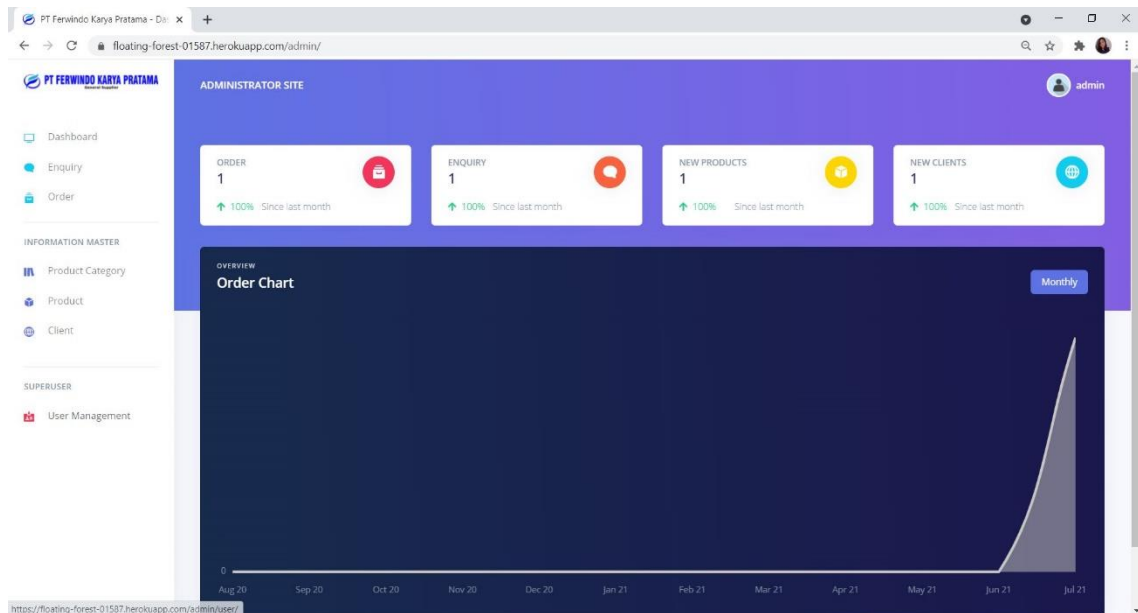 PT Ferwindo Karya Pratama - Da
floating-forest-01587.herokuapp.com/admin/
PT FERWINDO KARYA PRATAMA
General Supplier
ADMINISTRATOR SITE
admin
Dashboard
Enquiry
Order
INFORMATION MASTER
Product Category
Product
Client
SUPERUSER
User Management
ORDER
1
100% Since last month
ENQUIRY
1
100% Since last month
NEW PRODUCTS
1
100% Since last month
NEW CLIENTS
1
100% Since last month
OVERVIEW
Order Chart
Monthly
0
Aug 20 Sep 20 Oct 20 Nov 20 Dec 20 Jan 21 Feb 21 Mar 21 Apr 21 May 21 Jun 21 Jul 21
https://floating-forest-01587.herokuapp.com/admin/user/